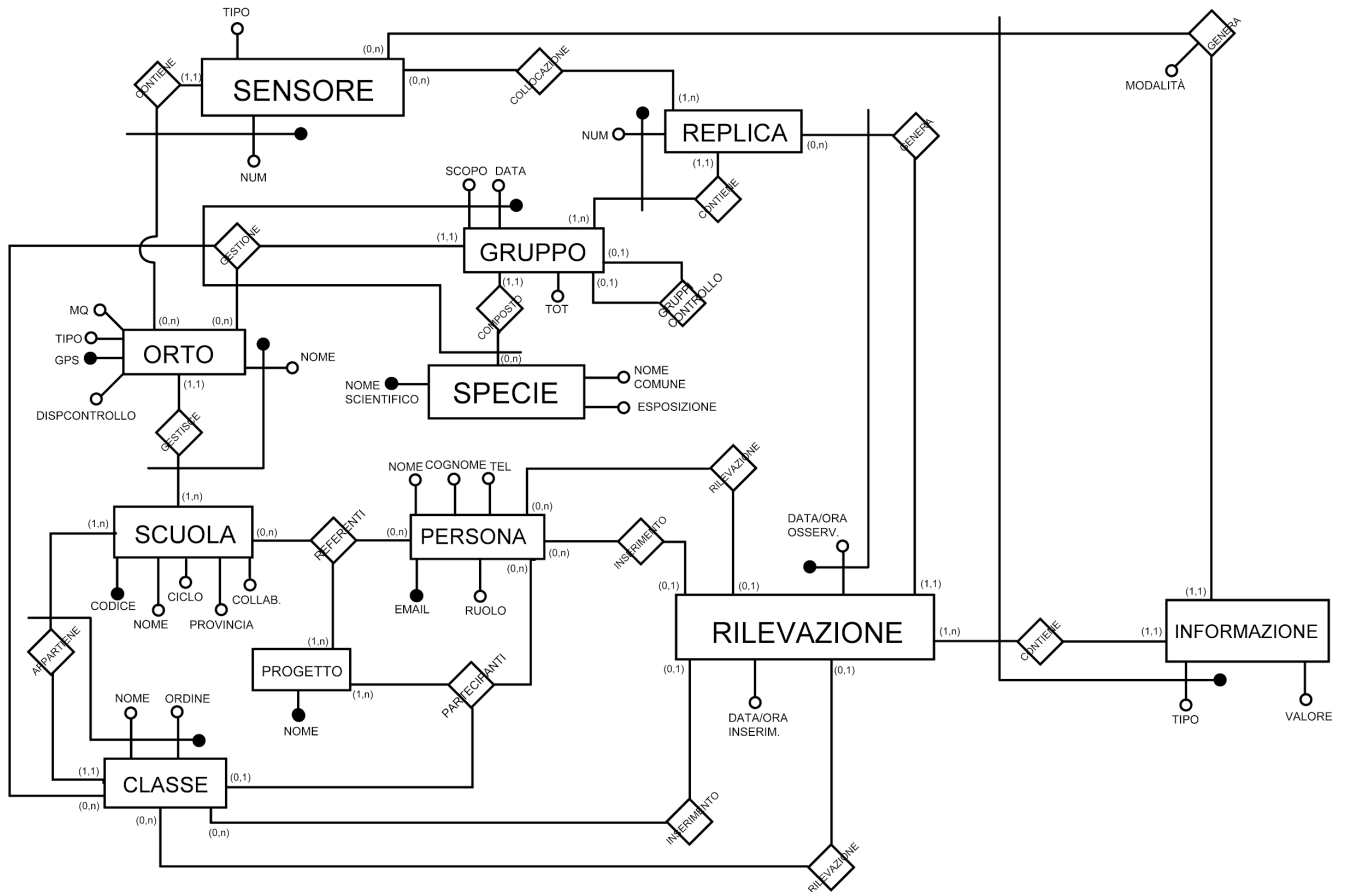 TIPO
(0,n)
GENERA
MODALITÀ
CONTIENE
(1,1)
SENSORE
(0,n)
COLLOCAZIONE
(1,n)
NUM
REPLICA
(0,n)
GENERA
NUM
(1,1)
CONTIENE
SCOPO
DATA
(1,n)
GESTIONE
(1,1)
GRUPPO
(0,1)
(1,1)
(0,1)
GRUPPI
CONTROLLO
COMPOSTO
TOT
MQ
(0,n)
(0,n)
TIPO
GPS
ORTO
NOME
(0,n)
DISPCONTROLLO
(1,1)
NOME
SCIENTIFICO
SPECIE
NOME
COMUNE
ESPOSIZIONE
GESTISCE
(1,n)
NOME
COGNOME
TEL
RILEVAZIONE
(0,n)
(1,n)
SCUOLA
(0,n)
REFERENTI
(0,n)
PERSONA
(0,n)
INSERIMENTO
(0,n)
DATA/ORA
OSSERV.
CODICE
NOME
CICLO
PROVINCIA
COLLAB.
EMAIL
RUOLO
(0,1)
(0,1)
(1,1)
(1,1)
APPARTIENE
(1,n)
PROGETTO
(1,n)
NOME
PARTECIPANTI
RILEVAZIONE
(1,n)
CONTIENE
(1,1)
INFORMAZIONE
(0,1)
(0,1)
DATA/ORA
INSERIM.
TIPO
VALORE
NOME
ORDINE
(1,1)
CLASSE
(0,1)
(0,n)
(0,n)
(0,n)
INSERIMENTO
RILEVAZIONE